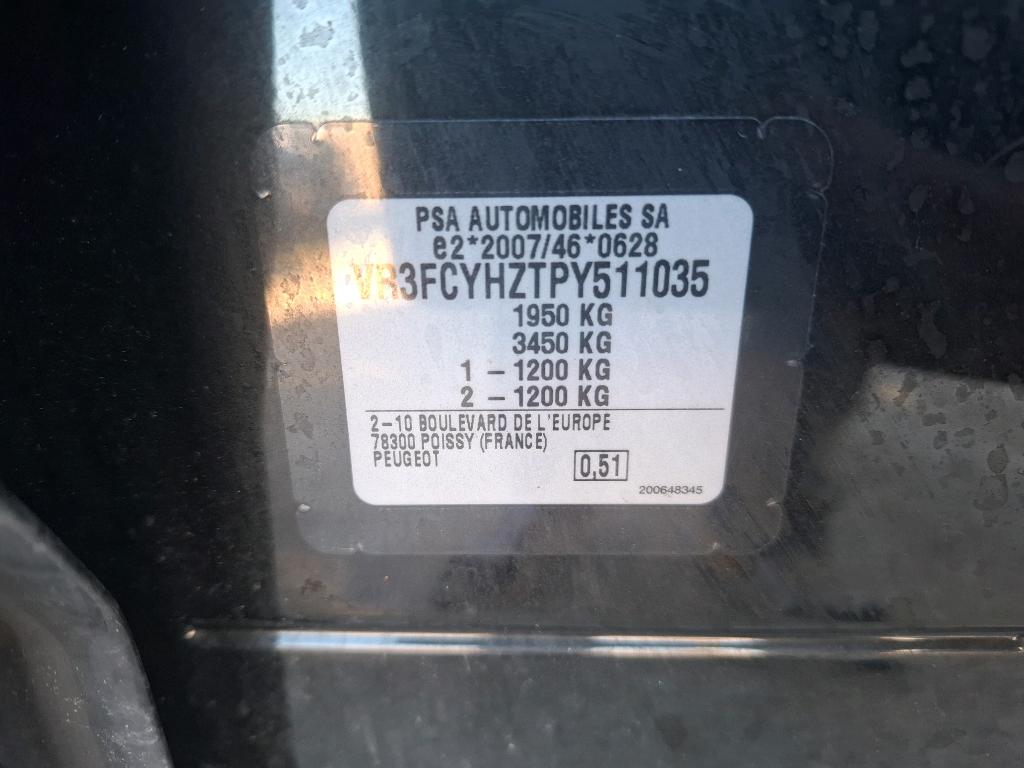 PSA AUTOMOBILES SA
e2*2007/46*0628
VR3FCYHZTPY511035
1950 KG
3450 KG
1 – 1200 KG
2 – 1200 KG
2–10 BOULEVARD DE L'EUROPE
78300 POISSY (FRANCE)
PEUGEOT
0,51
200648345